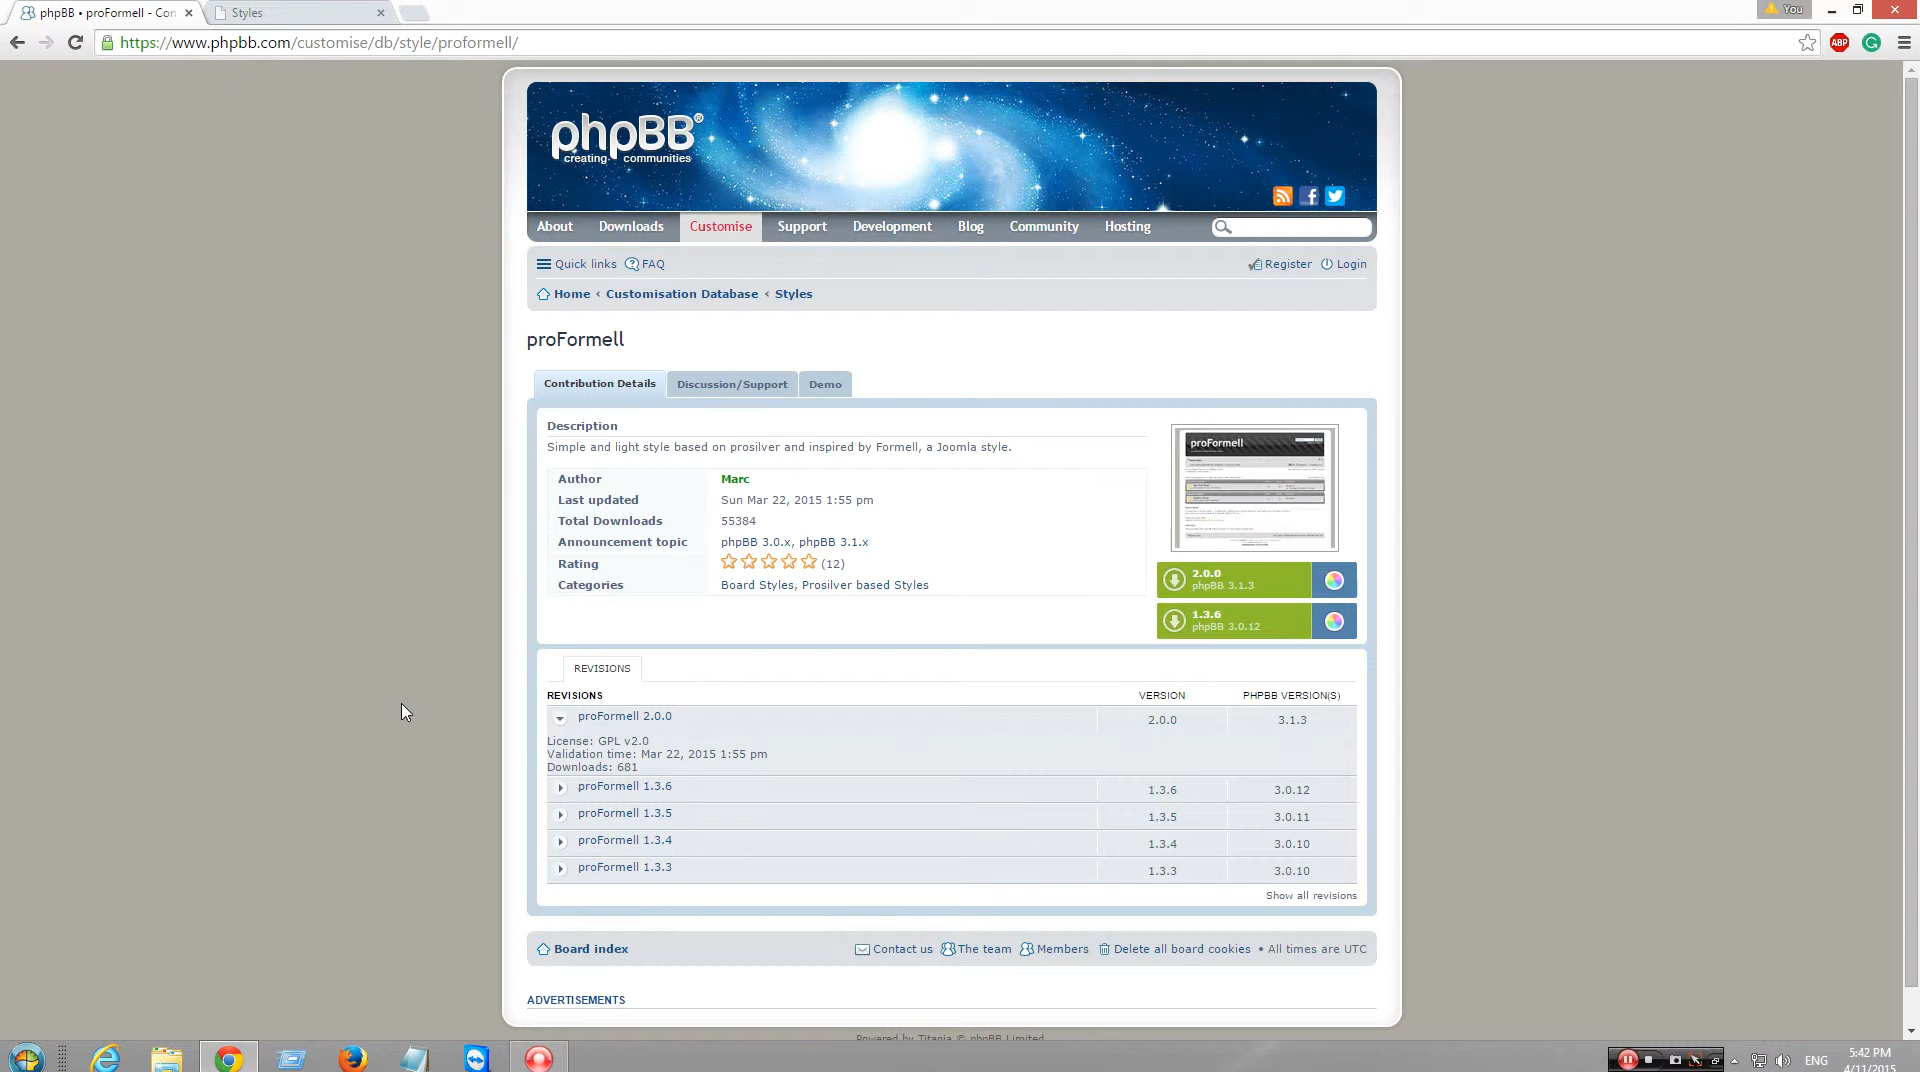 phpBB • proFormell - Con
Styles
You
https://www.phpbb.com/customise/db/style/proformell/
ABP
phpBB®
creating communities
About Downloads Customise Support Development Blog Community Hosting
Quick links FAQ Register Login
Home ‹ Customisation Database ‹ Styles
proFormell
Contribution Details Discussion/Support Demo
Description
Simple and light style based on prosilver and inspired by Formell, a Joomla style.
Author Marc
Last updated Sun Mar 22, 2015 1:55 pm
Total Downloads 55384
Announcement topic phpBB 3.0.x, phpBB 3.1.x
Rating (12)
Categories Board Styles, Prosilver based Styles
proFormell
2.0.0
phpBB 3.1.3
1.3.6
phpBB 3.0.12
REVISIONS
REVISIONS VERSION PHPBB VERSION(S)
proFormell 2.0.0 2.0.0 3.1.3
License: GPL v2.0
Validation time: Mar 22, 2015 1:55 pm
Downloads: 681
proFormell 1.3.6 1.3.6 3.0.12
proFormell 1.3.5 1.3.5 3.0.11
proFormell 1.3.4 1.3.4 3.0.10
proFormell 1.3.3 1.3.3 3.0.10
Show all revisions
Board index Contact us The team Members Delete all board cookies • All times are UTC
ADVERTISEMENTS
Powered by Titania © phpBB Limited
ENG
5:42 PM
4/11/2015